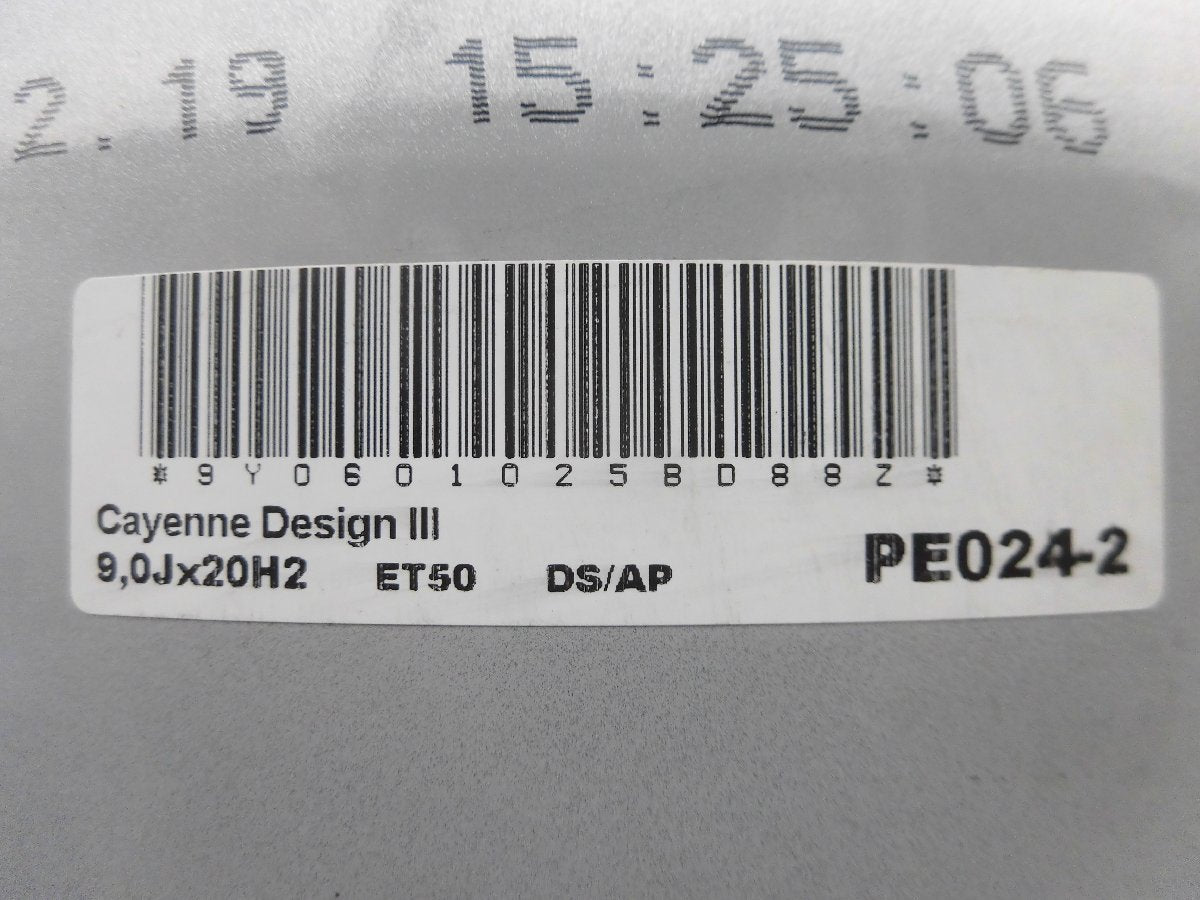 2.19 15:25:06
*9Y0601025BD88Z*
Cayenne Design III
9,0Jx20H2 ET50 DS/AP PE024-2